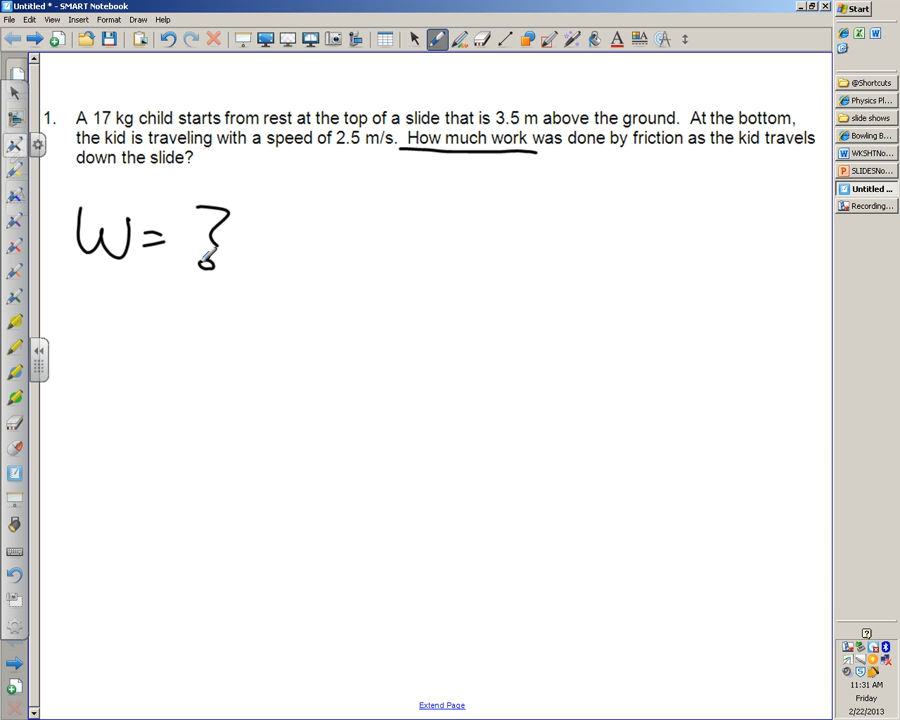 Untitled * - SMART Notebook
Start
File Edit View Insert Format Draw Help
@Shortcuts
Physics Pl...
slide shows
Bowling B...
WKSHTNo...
SLIDESNo...
Untitled ...
Recording...
1. A 17 kg child starts from rest at the top of a slide that is 3.5 m above the ground. At the bottom,
the kid is traveling with a speed of 2.5 m/s. How much work was done by friction as the kid travels
down the slide?
W = ?
Extend Page
11:31 AM
Friday
2/22/2013